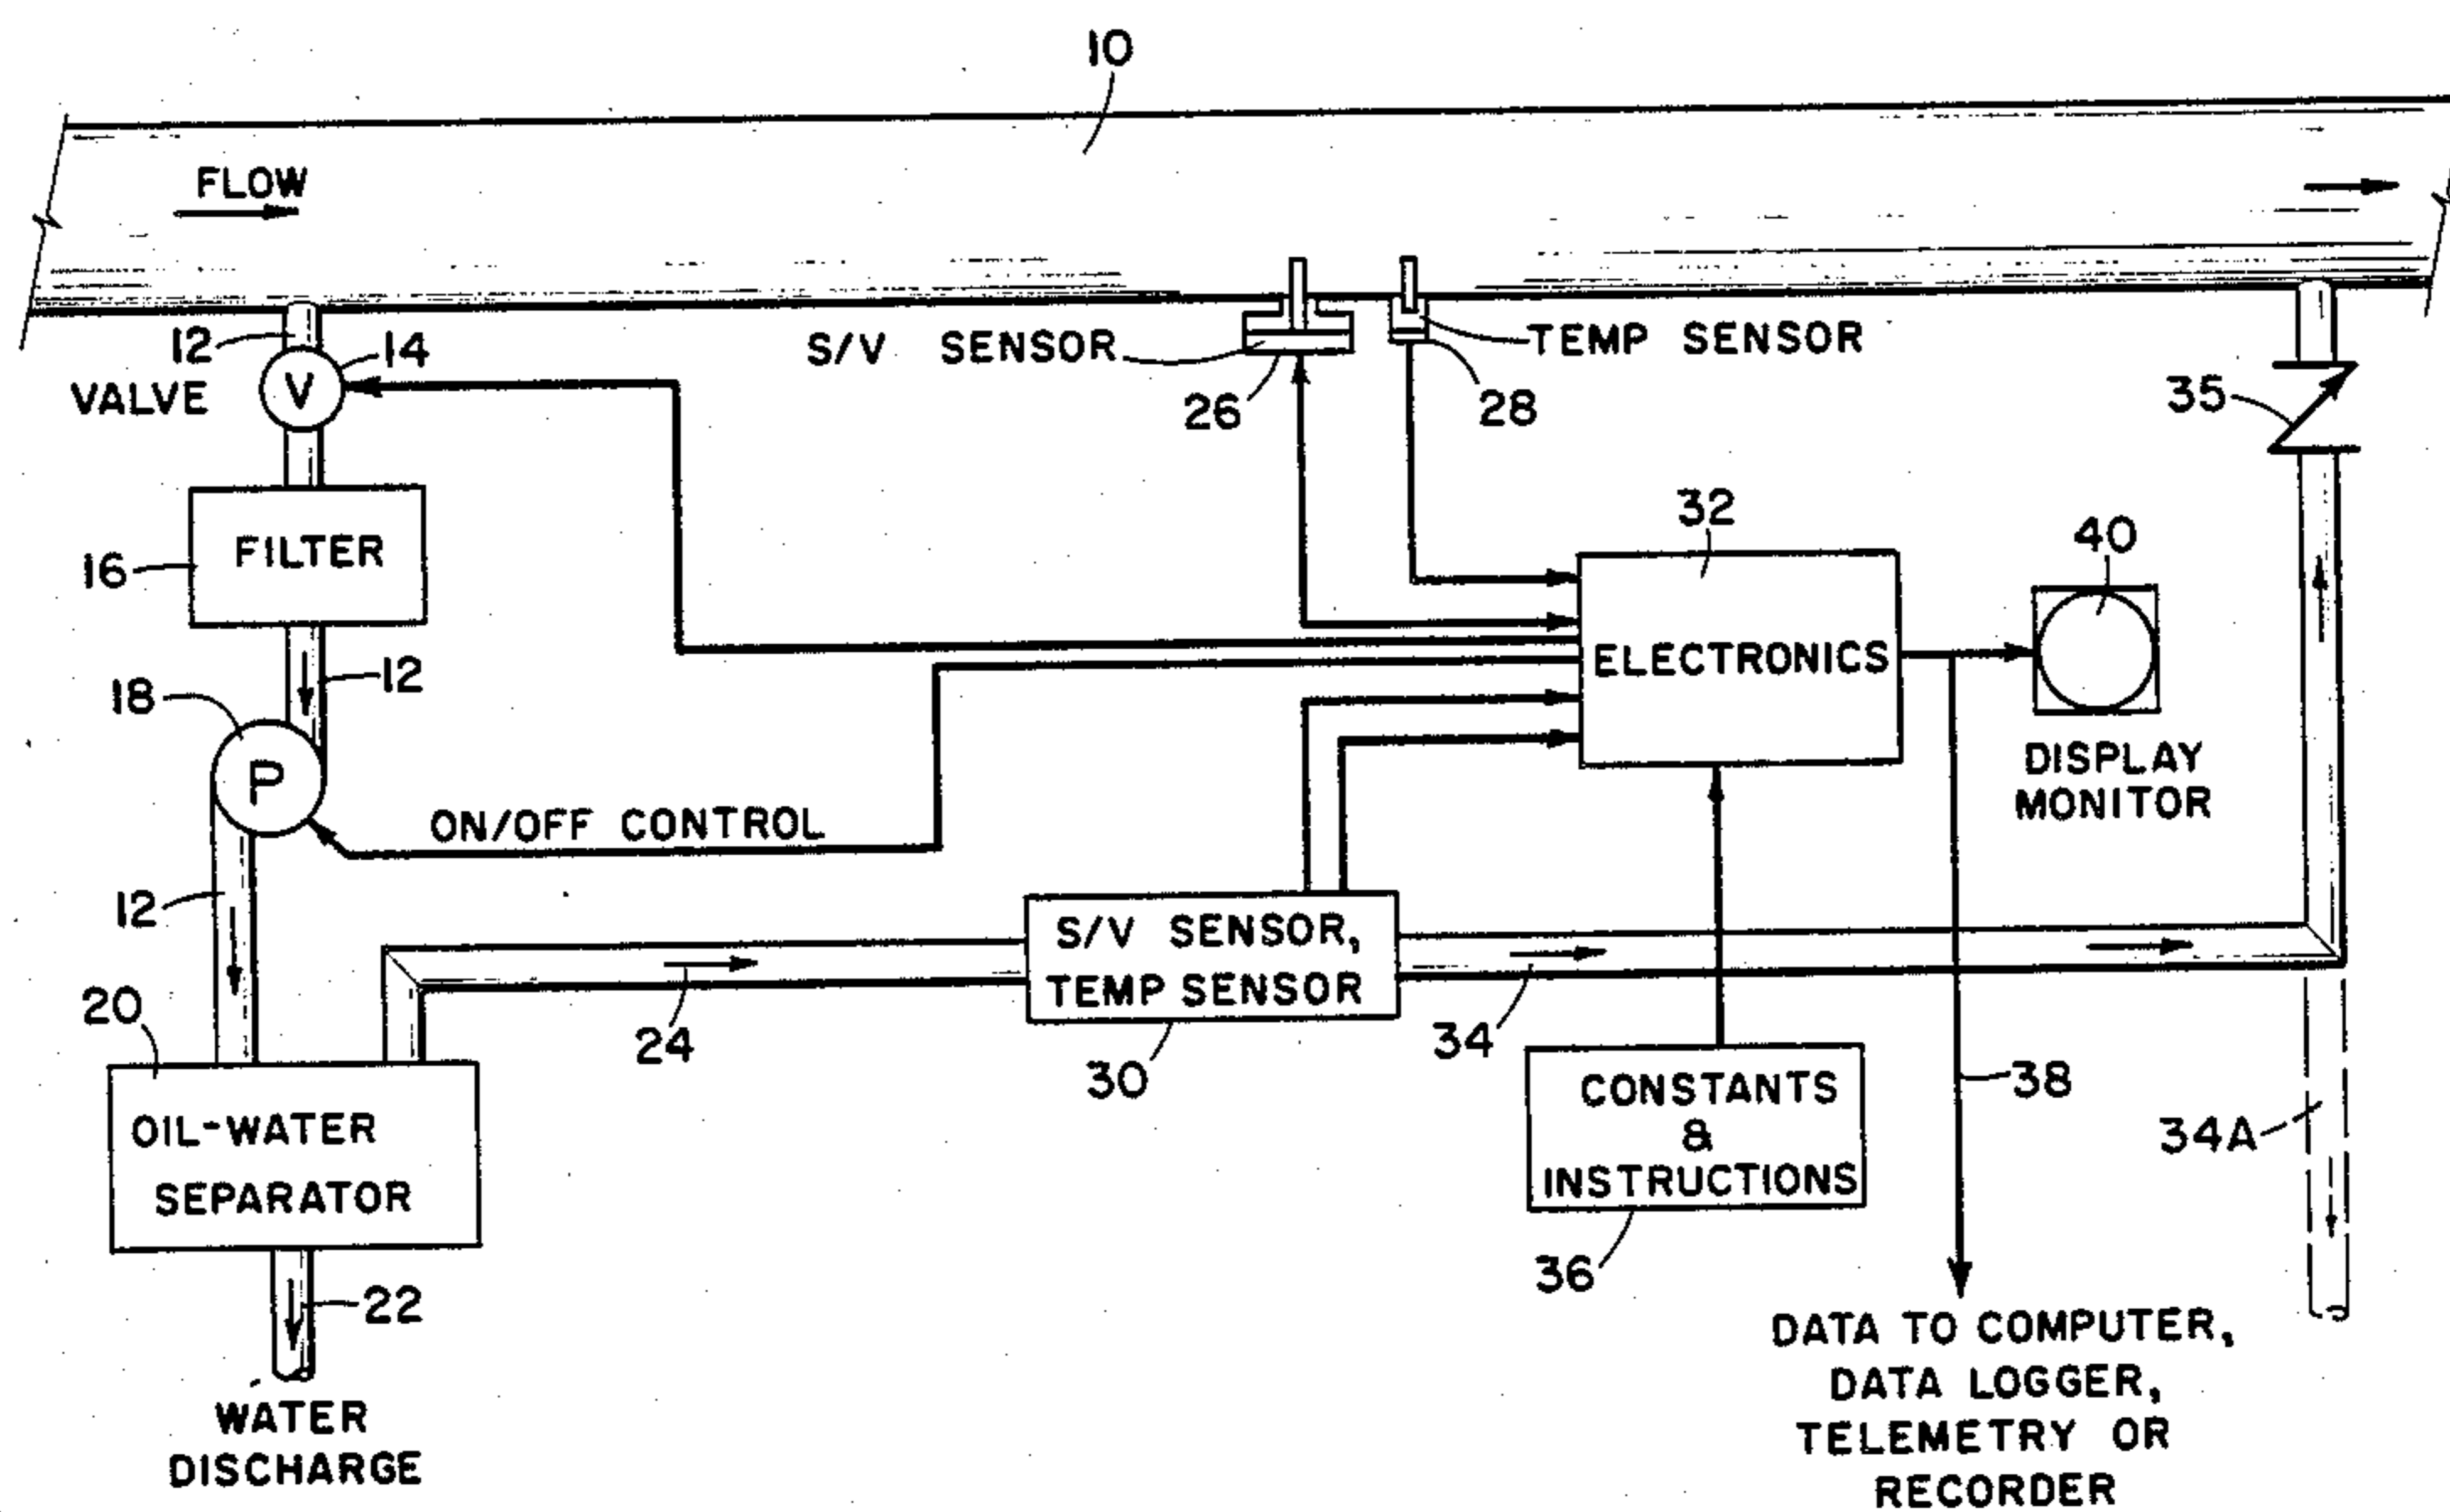 10
FLOW
12
14
VALVE
V
S/V SENSOR
TEMP SENSOR
26
28
35
FILTER
16
32
40
12
18
P
ELECTRONICS
DISPLAY
MONITOR
ON/OFF CONTROL
12
S/V SENSOR,
TEMP SENSOR
20
24
30
34
OIL-WATER
SEPARATOR
CONSTANTS
&
INSTRUCTIONS
38
34A
36
22
WATER
DISCHARGE
DATA TO COMPUTER,
DATA LOGGER,
TELEMETRY OR
RECORDER